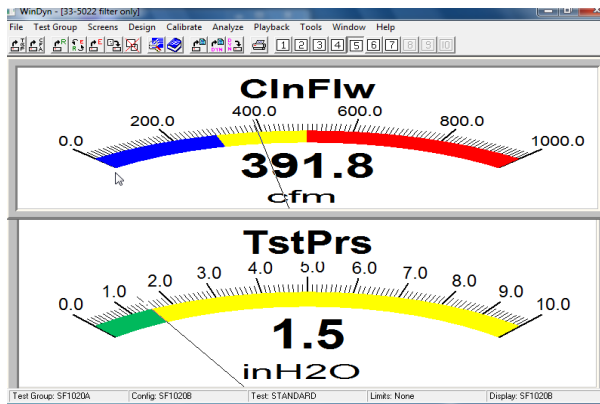 WinDyn - [33-5022 filter only]
File Test Group Screens Design Calibrate Analyze Playback Tools Window Help
1 2 3 4 5 6 7 8 9 10
ClnFlw
0.0 200.0 400.0 600.0 800.0 1000.0
391.8
cfm
TstPrs
0.0 1.0 2.0 3.0 4.0 5.0 6.0 7.0 8.0 9.0 10.0
1.5
inH2O
Test Group: SF1020A Config: SF1020B Test: STANDARD Limits: None Display: SF1020B